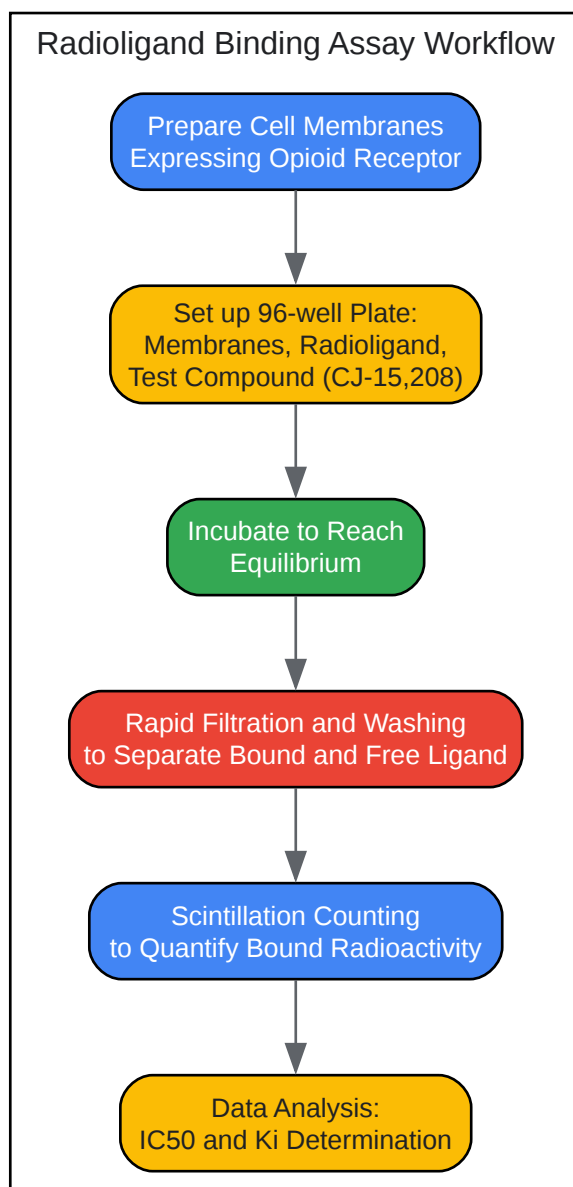 Radioligand Binding Assay Workflow
Prepare Cell Membranes
Expressing Opioid Receptor
Set up 96-well Plate:
Membranes, Radioligand,
Test Compound (CJ-15,208)
Incubate to Reach
Equilibrium
Rapid Filtration and Washing
to Separate Bound and Free Ligand
Scintillation Counting
to Quantify Bound Radioactivity
Data Analysis:
IC50 and Ki Determination